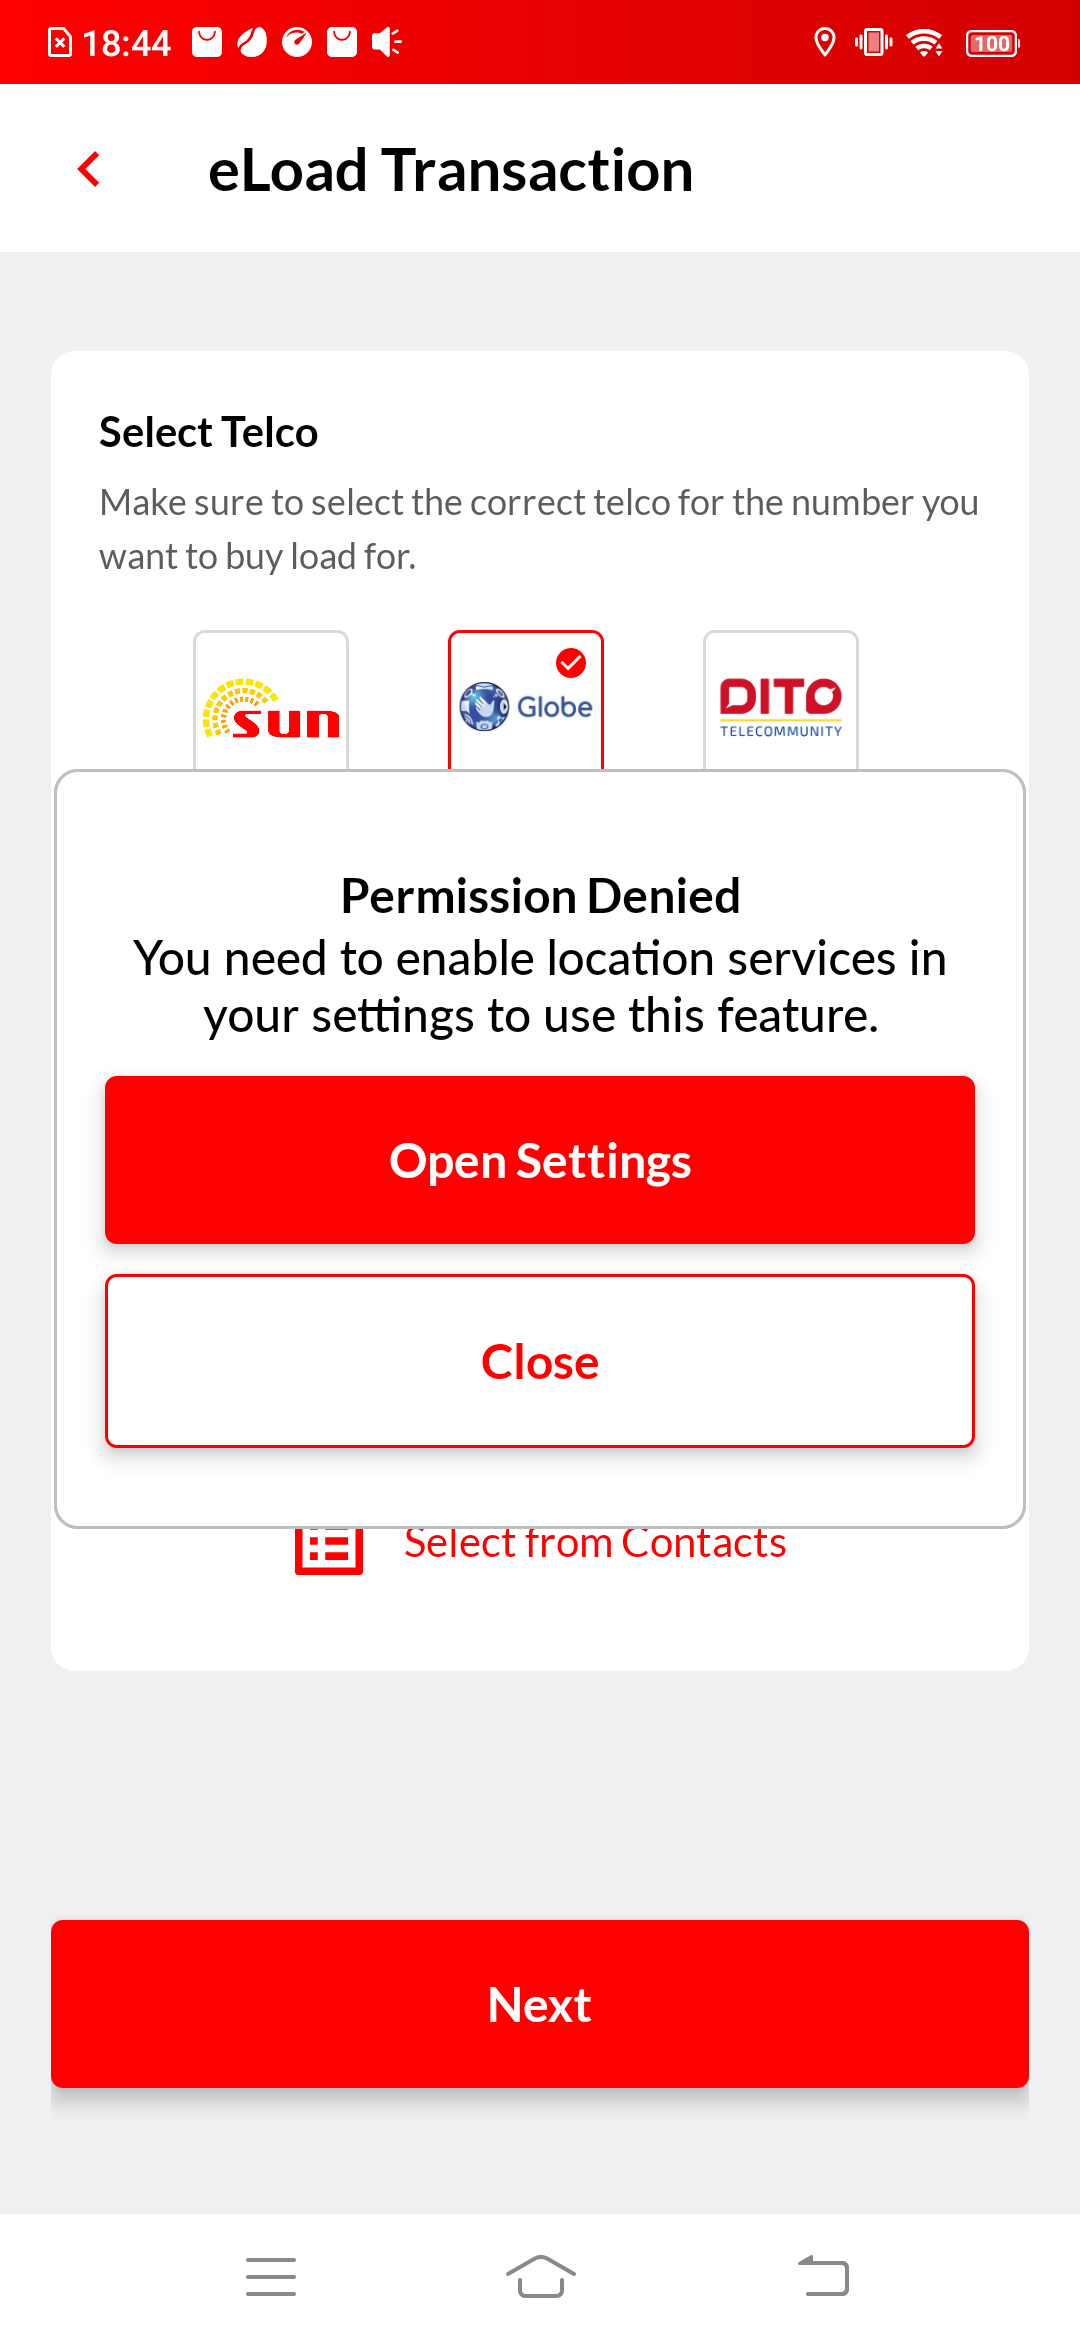 18:44
100
eLoad Transaction
Select Telco
Make sure to select the correct telco for the number you
want to buy load for.
sun
Globe
DITO
TELECOMMUNITY
Permission Denied
You need to enable location services in
your settings to use this feature.
Open Settings
Close
Select from Contacts
Next